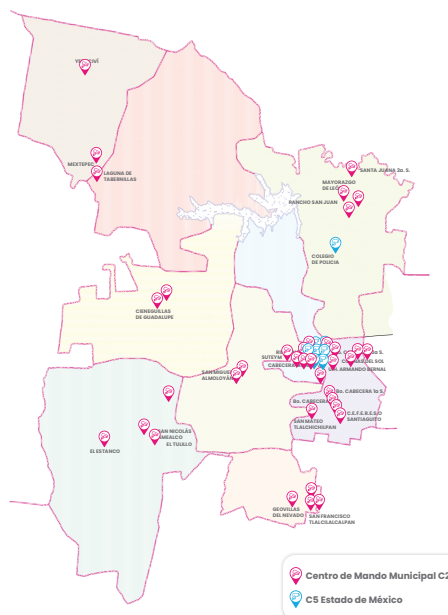 MEXTEPEC
LAGUNA DE
TABERNILLAS
SANTA JUANA 2a. S.
MAYORAZGO
DE LEÓN
RANCHO SAN JUAN
COLEGIO
DE POLICIA
CIENEGUILLAS
DE GUADALUPE
SUTEYM
CABECERA
SAN MIGUEL
ALMOLOYÁN
COL. ARMANDO BERNAL
Bo. CABECERA 1a S.
Bo. CABECERA
C.E.F.E.R.E.S.O
SANTIAGUITO
SAN MATEO
TLALCHICHILPAN
SAN NICOLÁS
AMEALCO
EL TULILLO
EL ESTANCO
GEOVILLAS
DEL NEVADO
SAN FRANCISCO
TLALCILALCALPAN
Centro de Mando Municipal C2
C5 Estado de México